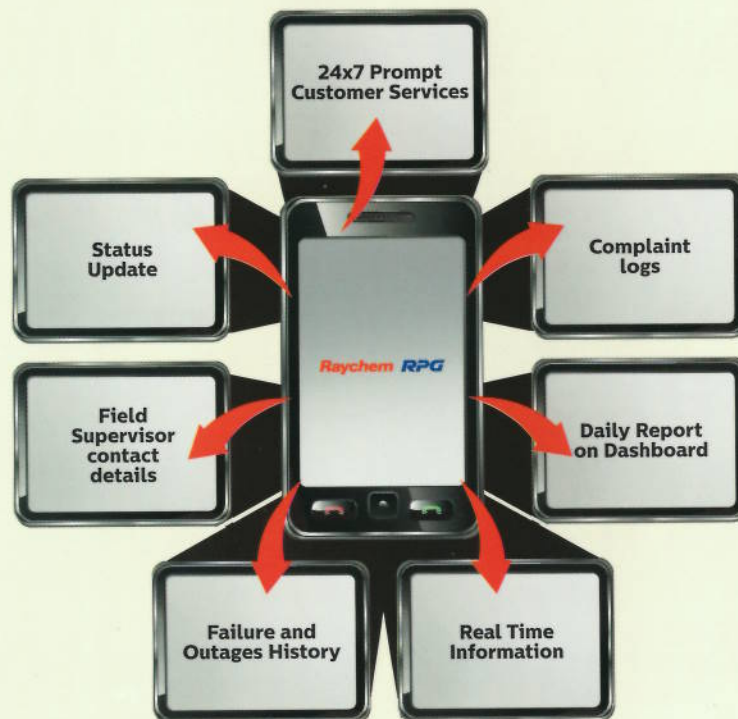 24x7 Prompt
Customer Services
Status
Update
Complaint
logs
Raychem RPG
Field
Supervisor
contact
details
Daily Report
on Dashboard
Failure and
Outages History
Real Time
Information